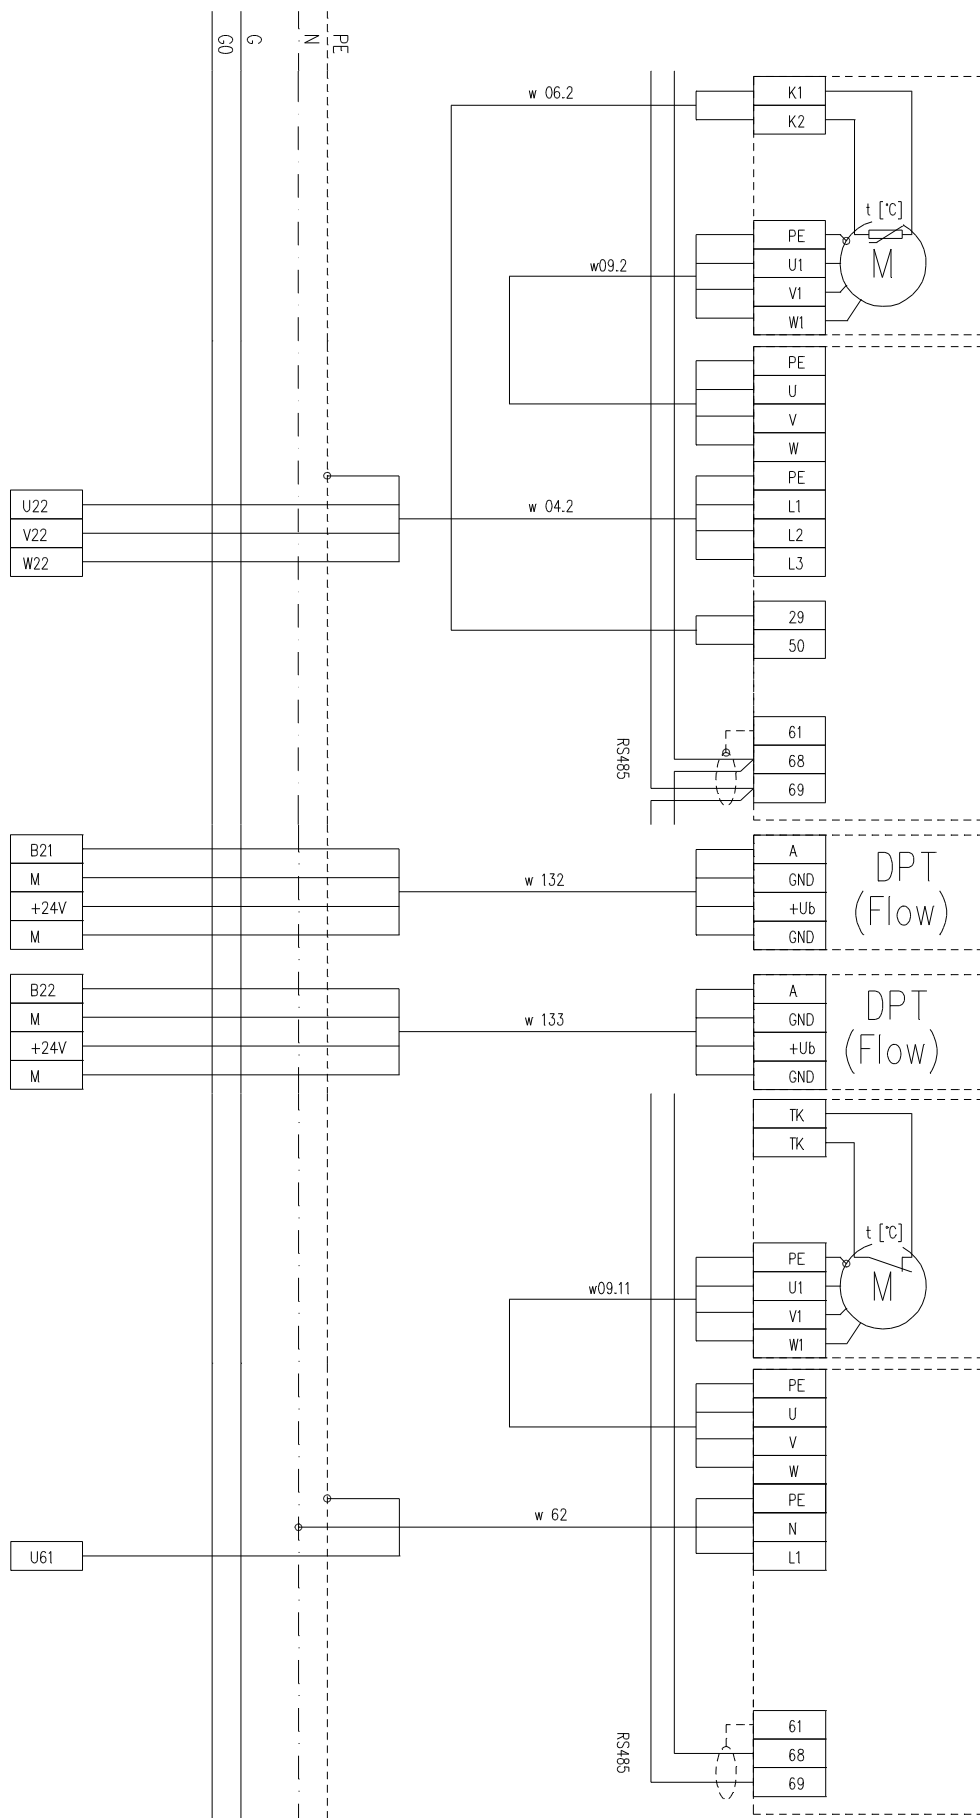 G0
G
N
PE
w 06.2
K1
K2
t [°C]
M
w09.2
PE
U1
V1
W1
PE
U
V
W
U22
V22
W22
w 04.2
PE
L1
L2
L3
29
50
RS485
61
68
69
B21
M
+24V
M
w 132
A
GND
+Ub
GND
DPT
(Flow)
B22
M
+24V
M
w 133
A
GND
+Ub
GND
DPT
(Flow)
TK
TK
t [°C]
M
w09.11
PE
U1
V1
W1
PE
U
V
W
w 62
PE
N
L1
U61
RS485
61
68
69